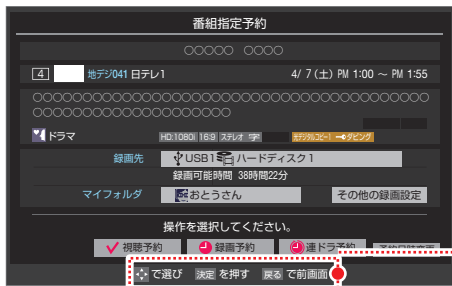 番組指定予約
○○○○○ ○○○○
4 地デジ041 日テレ1 4/ 7 (土) PM 1:00 ～ PM 1:55
○○○○○○○○○○○○○○○○○○○○○○○○○○○○○○○○○○○○○○○○
○○○○○○○○○○○○○○○○○○○○
ドラマ HD:1080i 16:9 ステレオ デジタルコピー1 ダビング
録画先 USB1 ハードディスク1
録画可能時間 38時間22分
マイフォルダ おとうさん その他の録画設定
操作を選択してください。
視聴予約 録画予約 連ドラ予約
で選び 決定 を押す 戻る で前画面